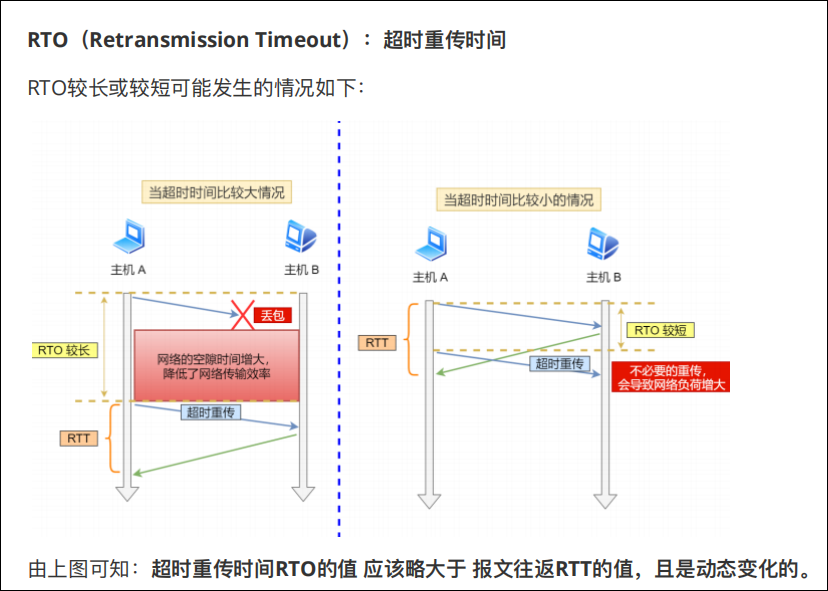 RTO（Retransmission Timeout）：超时重传时间
RTO较长或较短可能发生的情况如下：
当超时时间比较大情况
主机 A
主机 B
丢包
RTO 较长
网络的空隙时间增大，
降低了网络传输效率
超时重传
RTT
当超时时间比较小的情况
主机 A
主机 B
RTT
RTO 较短
超时重传
不必要的重传，
会导致网络负荷增大
由上图可知：超时重传时间RTO的值 应该略大于 报文往返RTT的值，且是动态变化的。